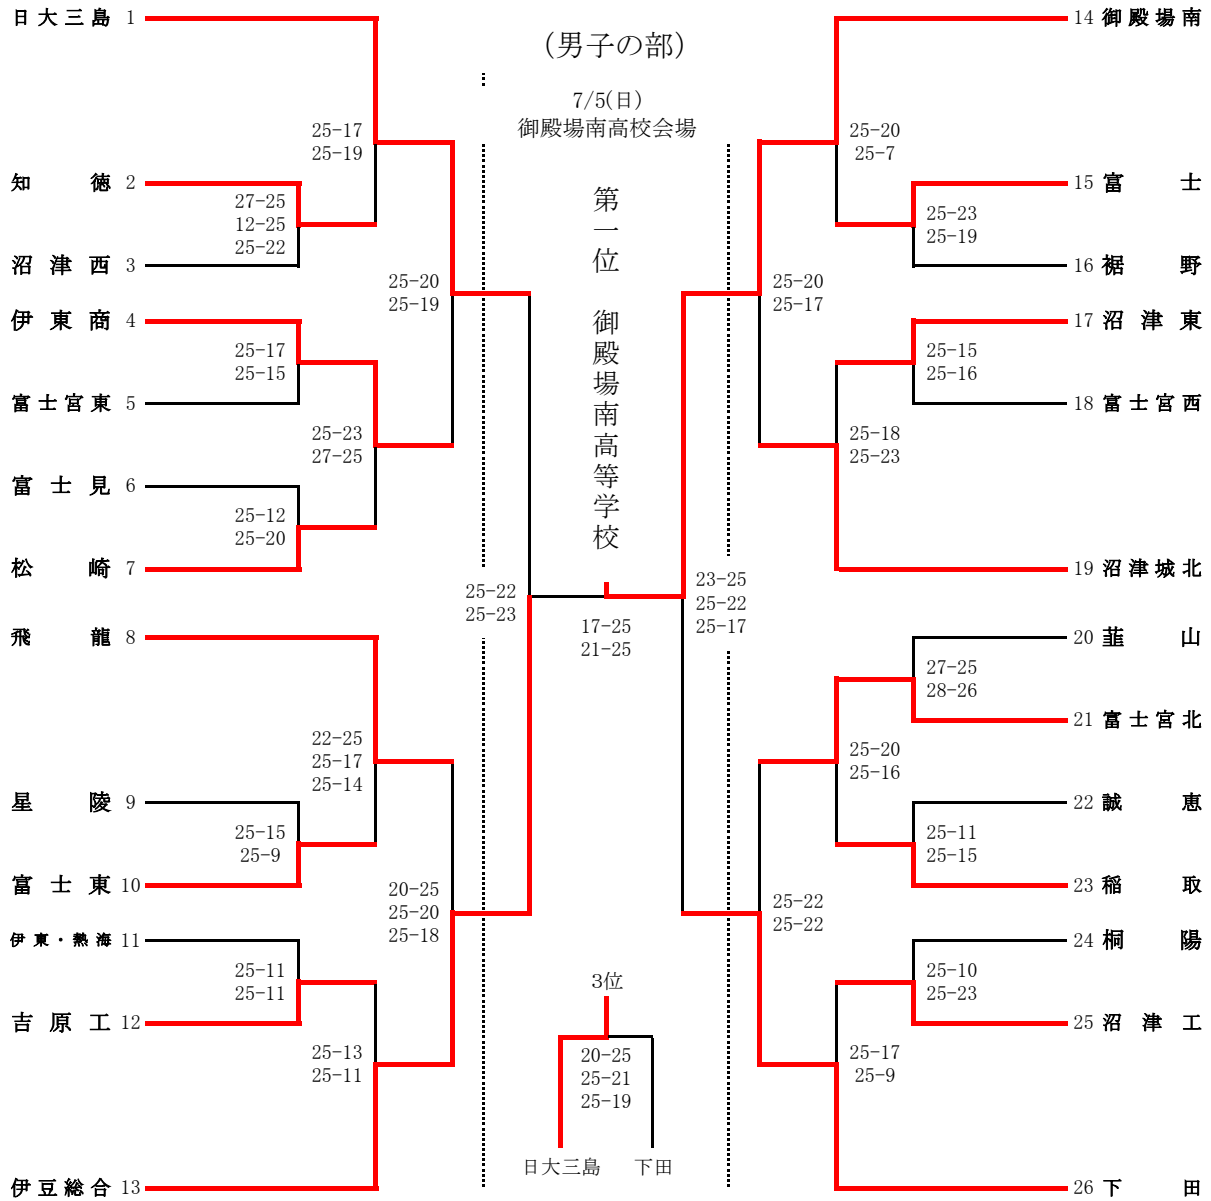 （男子の部）
7/5(日)
御殿場南高校会場
第一位 御殿場南高等学校
日大三島 1
知徳 2
沼津西 3
伊東商 4
富士宮東 5
富士見 6
松崎 7
飛龍 8
星陵 9
富士東 10
伊東・熱海 11
吉原工 12
伊豆総合 13
25-17
25-19
27-25
12-25
25-22
25-20
25-19
25-17
25-15
25-23
27-25
25-12
25-20
25-22
25-23
22-25
25-17
25-14
25-15
25-9
20-25
25-20
25-18
25-11
25-11
25-13
25-11
17-25
21-25
14 御殿場南
15 富士
16 裾野
17 沼津東
18 富士宮西
19 沼津城北
20 韮山
21 富士宮北
22 誠恵
23 稲取
24 桐陽
25 沼津工
26 下田
25-20
25-7
25-23
25-19
25-20
25-17
25-15
25-16
25-18
25-23
23-25
25-22
25-17
27-25
28-26
25-20
25-16
25-11
25-15
25-22
25-22
25-10
25-23
25-17
25-9
3位
20-25
25-21
25-19
日大三島 下田